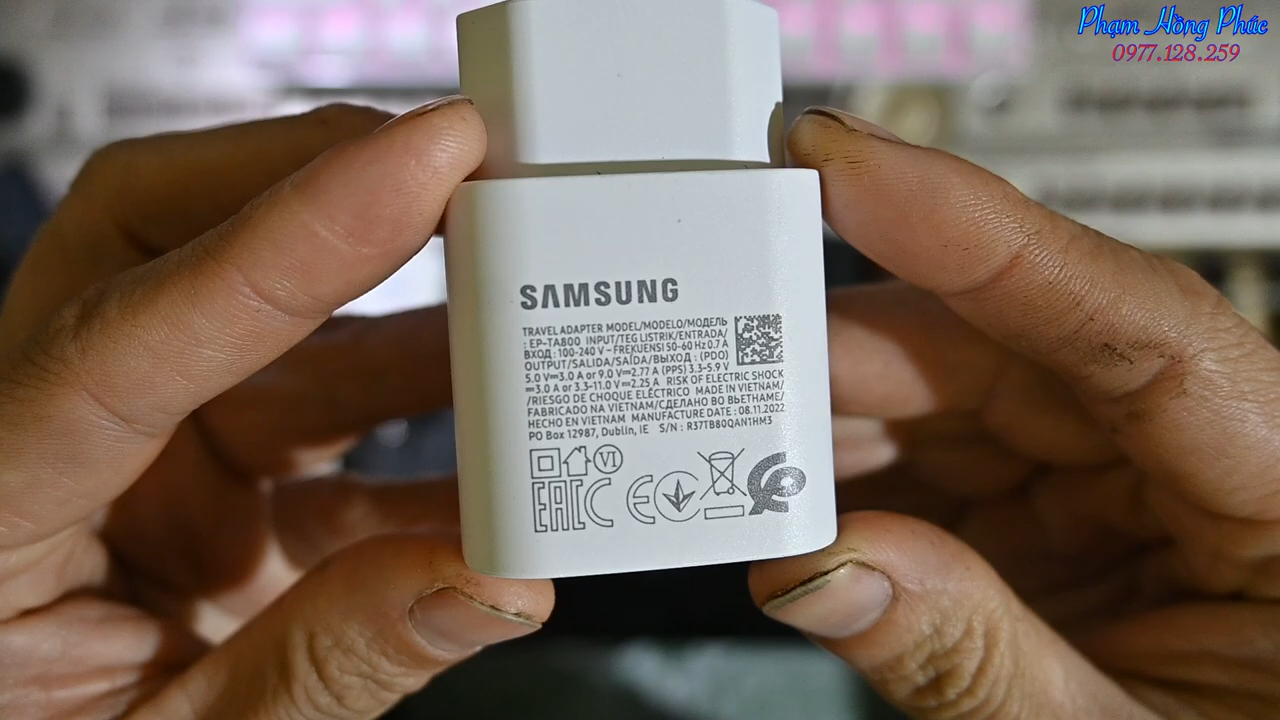 Phạm Hồng Phúc
0977.128.259
SAMSUNG
TRAVEL ADAPTER MODEL/MODELO/МОДЕЛЬ
: EP-TA800 INPUT/TEG LISTRIK/ENTRADA/
ВХОД : 100-240 V ~ FREKUENSI 50-60 Hz 0.7 A
OUTPUT/SALIDA/SAÍDA/ВЫХОД : (PDO)
5.0 V⎓3.0 A or 9.0 V⎓2.77 A (PPS) 3.3-5.9 V
⎓3.0 A or 3.3-11.0 V⎓2.25 A RISK OF ELECTRIC SHOCK
/RIESGO DE CHOQUE ELÉCTRICO MADE IN VIETNAM/
FABRICADO NA VIETNAM/СДЕЛАНО ВО ВЬЕТНАМЕ/
HECHO EN VIETNAM MANUFACTURE DATE : 08.11.2022
PO Box 12987, Dublin, IE S/N : R37TB80QAN1HM3
VI
EAC CE